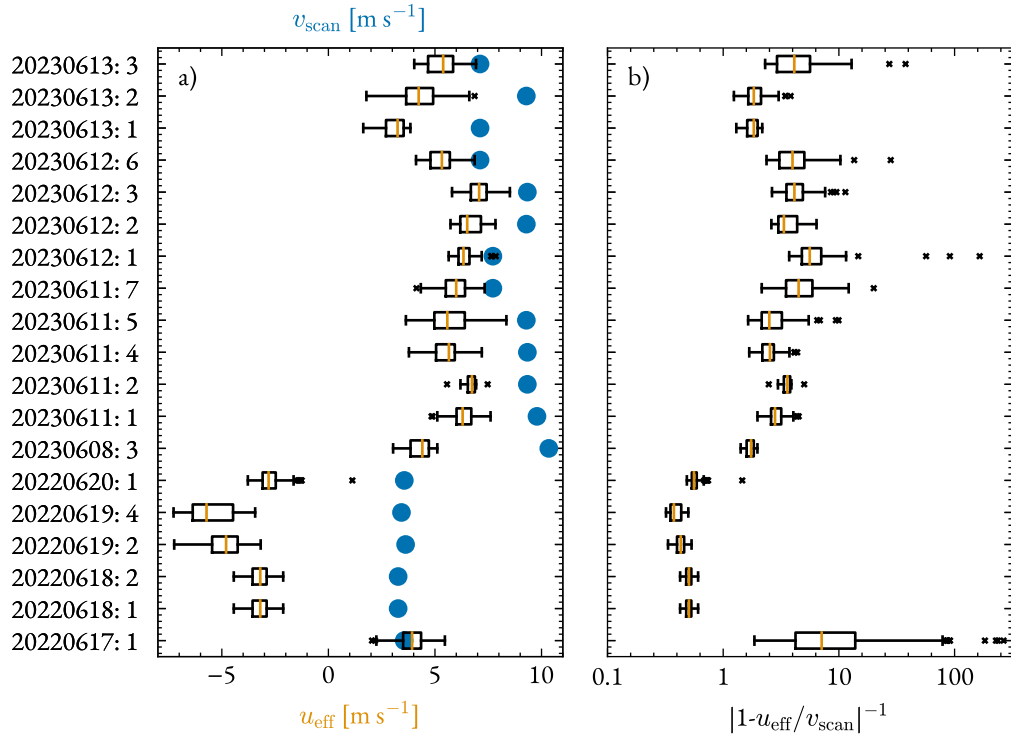 v_scan [m s⁻¹]
20230613: 3
20230613: 2
20230613: 1
20230612: 6
20230612: 3
20230612: 2
20230612: 1
20230611: 7
20230611: 5
20230611: 4
20230611: 2
20230611: 1
20230608: 3
20220620: 1
20220619: 4
20220619: 2
20220618: 2
20220618: 1
20220617: 1
a)
b)
−5 0 5 10
0.1 1 10 100
u_eff [m s⁻¹]
|1-u_eff/v_scan|⁻¹